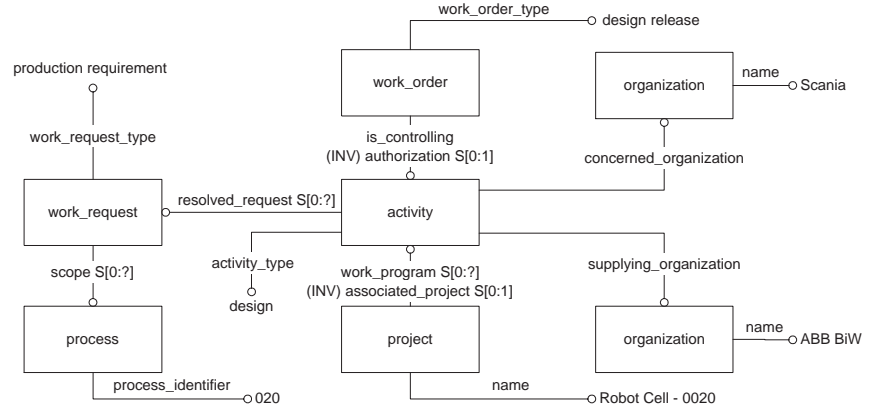 work_order_type
design release
production requirement
work_order
organization
name
Scania
work_request_type
is_controlling
(INV) authorization S[0:1]
concerned_organization
work_request
resolved_request S[0:?]
activity
scope S[0:?]
activity_type
design
work_program S[0:?]
(INV) associated_project S[0:1]
supplying_organization
process
project
organization
name
ABB BiW
process_identifier
020
name
Robot Cell - 0020